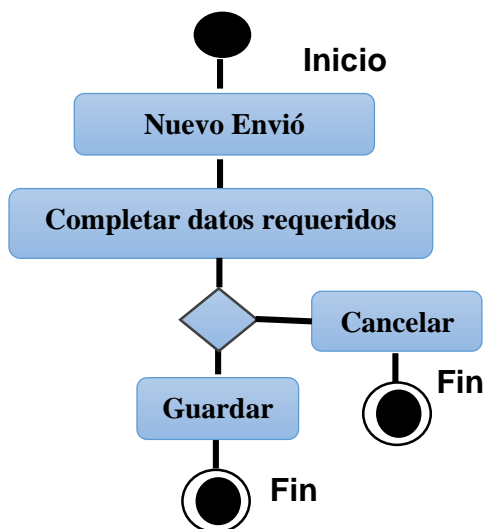 Inicio
Nuevo Envió
Completar datos requeridos
Cancelar
Fin
Guardar
Fin